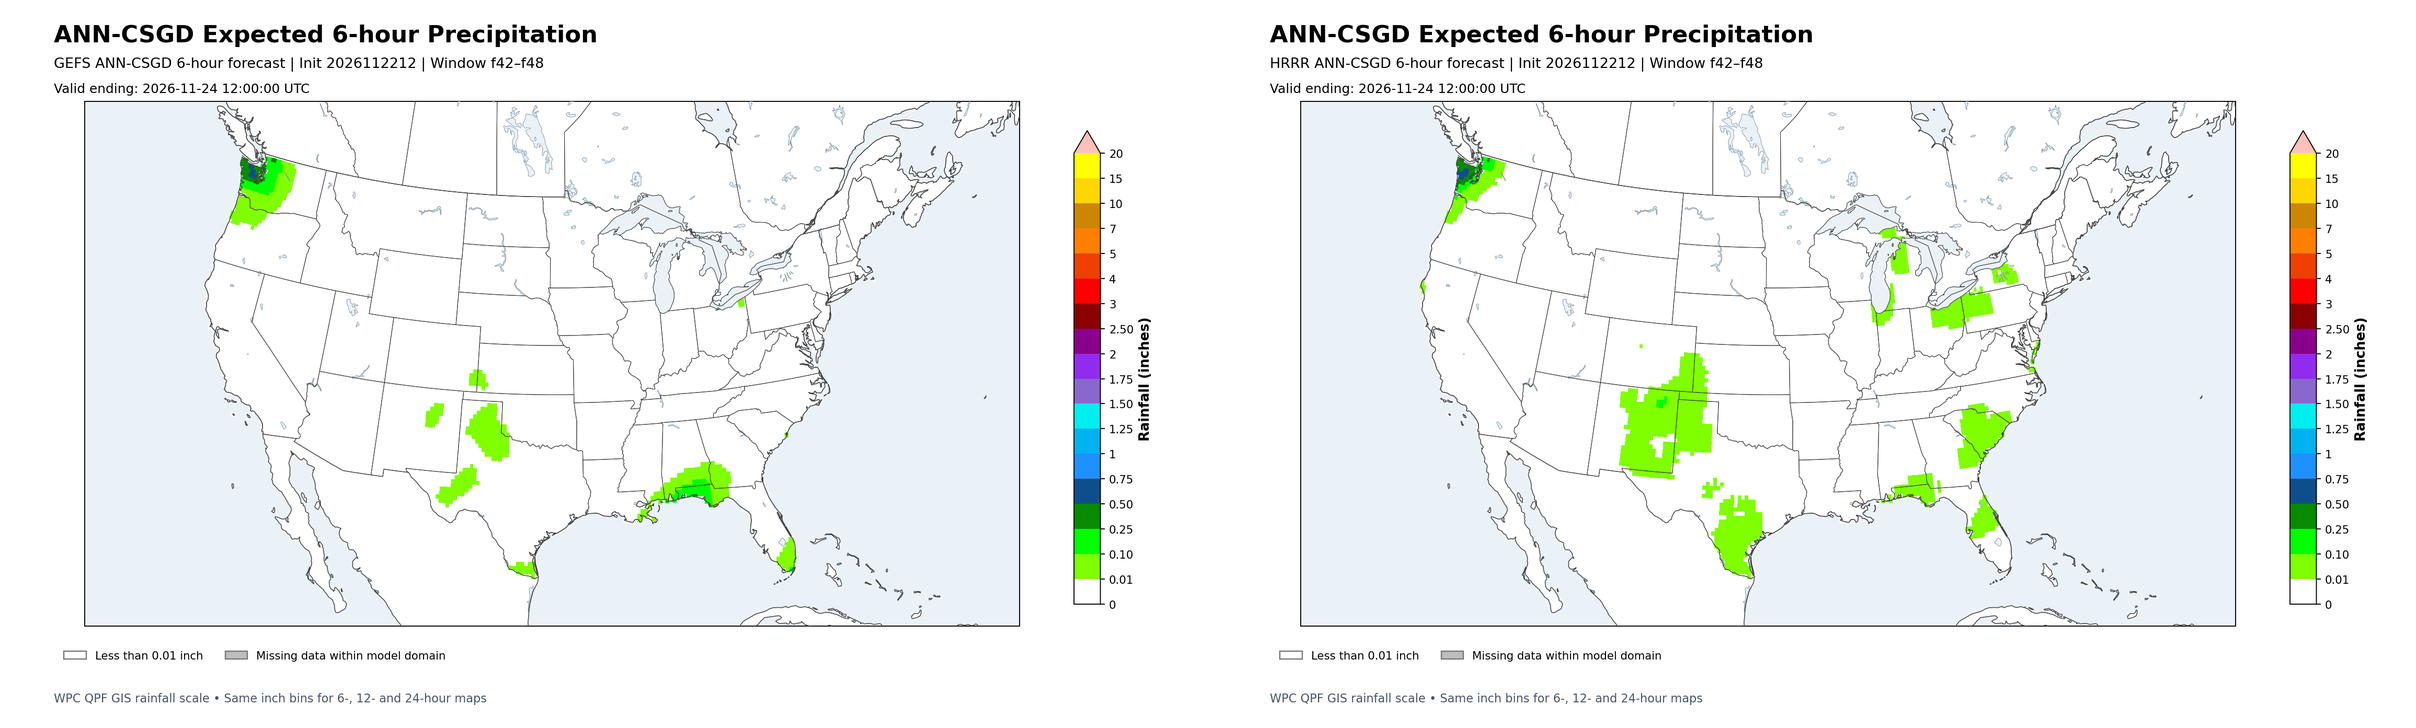 ANN-CSGD Expected 6-hour Precipitation
GEFS ANN-CSGD 6-hour forecast | Init 2026112212 | Window f42–f48
Valid ending: 2026-11-24 12:00:00 UTC
20
15
10
7
5
4
3
2.50
2
1.75
1.50
1.25
1
0.75
0.50
0.25
0.10
0.01
0
Rainfall (inches)
Less than 0.01 inch
Missing data within model domain
WPC QPF GIS rainfall scale • Same inch bins for 6-, 12- and 24-hour maps
ANN-CSGD Expected 6-hour Precipitation
HRRR ANN-CSGD 6-hour forecast | Init 2026112212 | Window f42–f48
Valid ending: 2026-11-24 12:00:00 UTC
20
15
10
7
5
4
3
2.50
2
1.75
1.50
1.25
1
0.75
0.50
0.25
0.10
0.01
0
Rainfall (inches)
Less than 0.01 inch
Missing data within model domain
WPC QPF GIS rainfall scale • Same inch bins for 6-, 12- and 24-hour maps